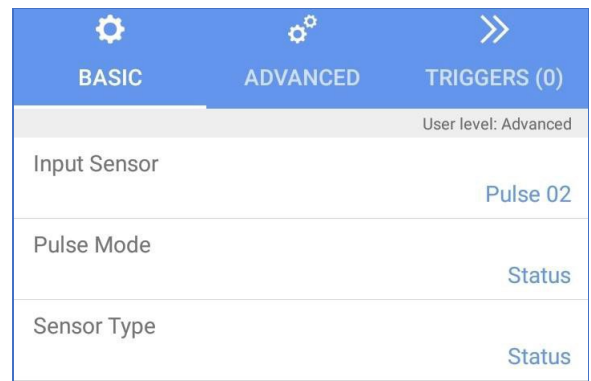 BASIC ADVANCED TRIGGERS (0)
User level: Advanced
Input Sensor
Pulse 02
Pulse Mode
Status
Sensor Type
Status